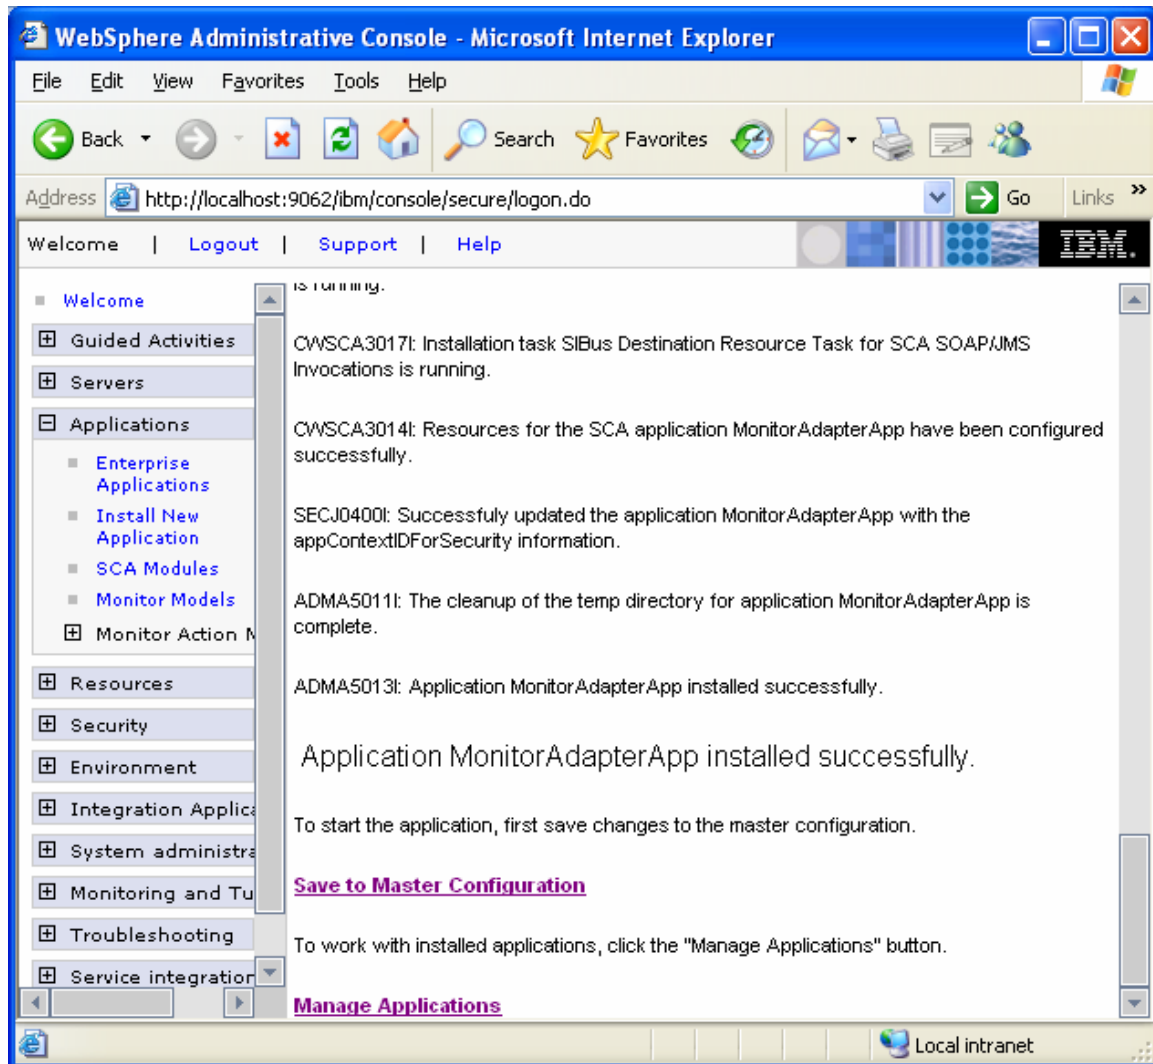 WebSphere Administrative Console - Microsoft Internet Explorer
File Edit View Favorites Tools Help
Back Search Favorites
Address http://localhost:9062/ibm/console/secure/logon.do Go Links »
Welcome | Logout | Support | Help IBM.
Welcome
Guided Activities
Servers
Applications
Enterprise
Applications
Install New
Application
SCA Modules
Monitor Models
Monitor Action M
Resources
Security
Environment
Integration Applica
System administra
Monitoring and Tu
Troubleshooting
Service integration
is running.
CWSCA3017I: Installation task SIBus Destination Resource Task for SCA SOAP/JMS
Invocations is running.
CWSCA3014I: Resources for the SCA application MonitorAdapterApp have been configured
successfully.
SECJ0400I: Successfuly updated the application MonitorAdapterApp with the
appContextIDForSecurity information.
ADMA5011I: The cleanup of the temp directory for application MonitorAdapterApp is
complete.
ADMA5013I: Application MonitorAdapterApp installed successfully.
Application MonitorAdapterApp installed successfully.
To start the application, first save changes to the master configuration.
Save to Master Configuration
To work with installed applications, click the "Manage Applications" button.
Manage Applications
Local intranet